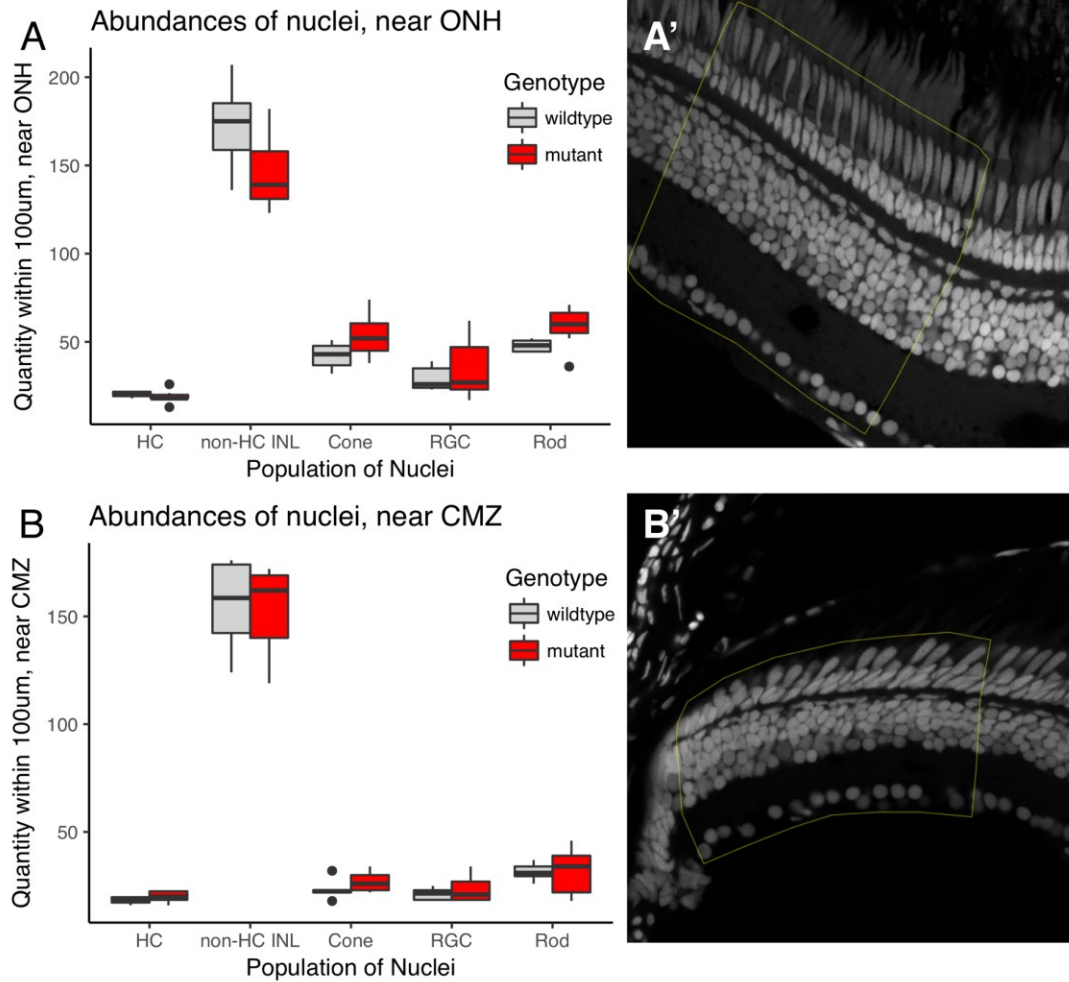 A
Abundances of nuclei, near ONH
Quantity within 100um, near ONH
200
150
100
50
Genotype
wildtype
mutant
HC
non-HC INL
Cone
RGC
Rod
Population of Nuclei
A'
B
Abundances of nuclei, near CMZ
Quantity within 100um, near CMZ
150
100
50
Genotype
wildtype
mutant
HC
non-HC INL
Cone
RGC
Rod
Population of Nuclei
B'